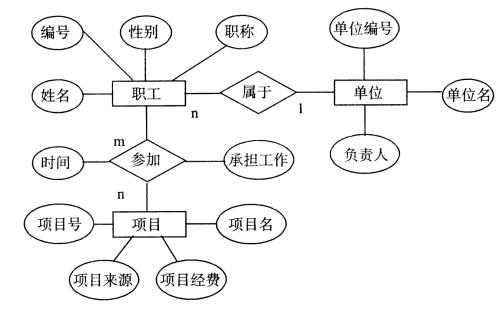 编号
性别
职称
单位编号
姓名
职工
n
属于
1
单位
单位名
m
时间
参加
承担工作
负责人
n
项目号
项目
项目名
项目来源
项目经费